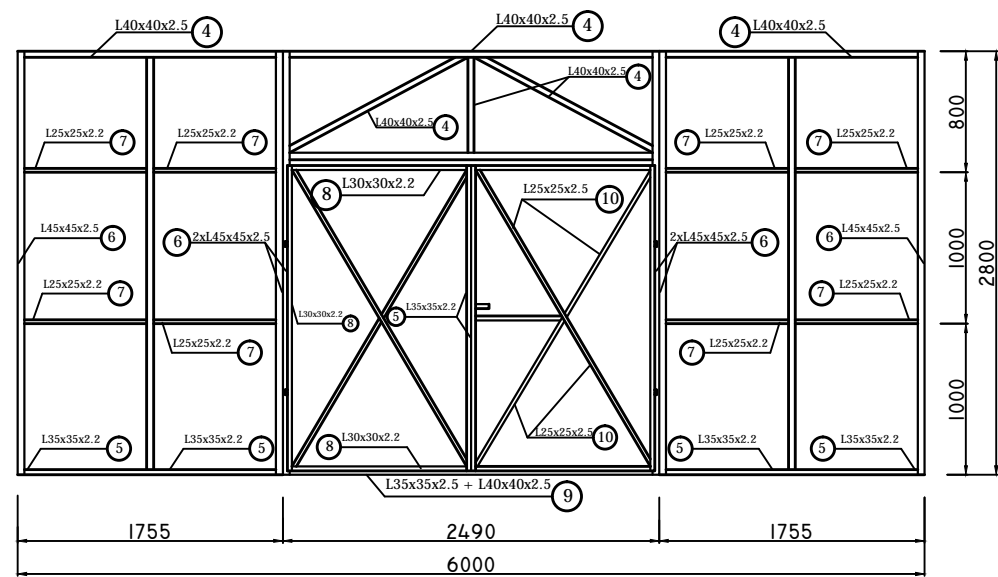 L40x40x2.5 4
L40x40x2.5 4
4 L40x40x2.5
L40x40x2.5 4
L40x40x2.5 4
L25x25x2.2 7
L25x25x2.2 7
7 L25x25x2.2
7 L25x25x2.2
800
8 L30x30x2.2
L25x25x2.5 10
L45x45x2.5 6
6 2xL45x45x2.5
2xL45x45x2.5 6
6 L45x45x2.5
1000
2800
L25x25x2.2 7
7 L25x25x2.2
L30x30x2.2 8
5 L35x35x2.2
L25x25x2.2 7
7 L25x25x2.2
1000
L35x35x2.2 5
L35x35x2.2 5
8 L30x30x2.2
L25x25x2.5 10
5 L35x35x2.2
5 L35x35x2.2
L35x35x2.5 + L40x40x2.5 9
1755
2490
1755
6000